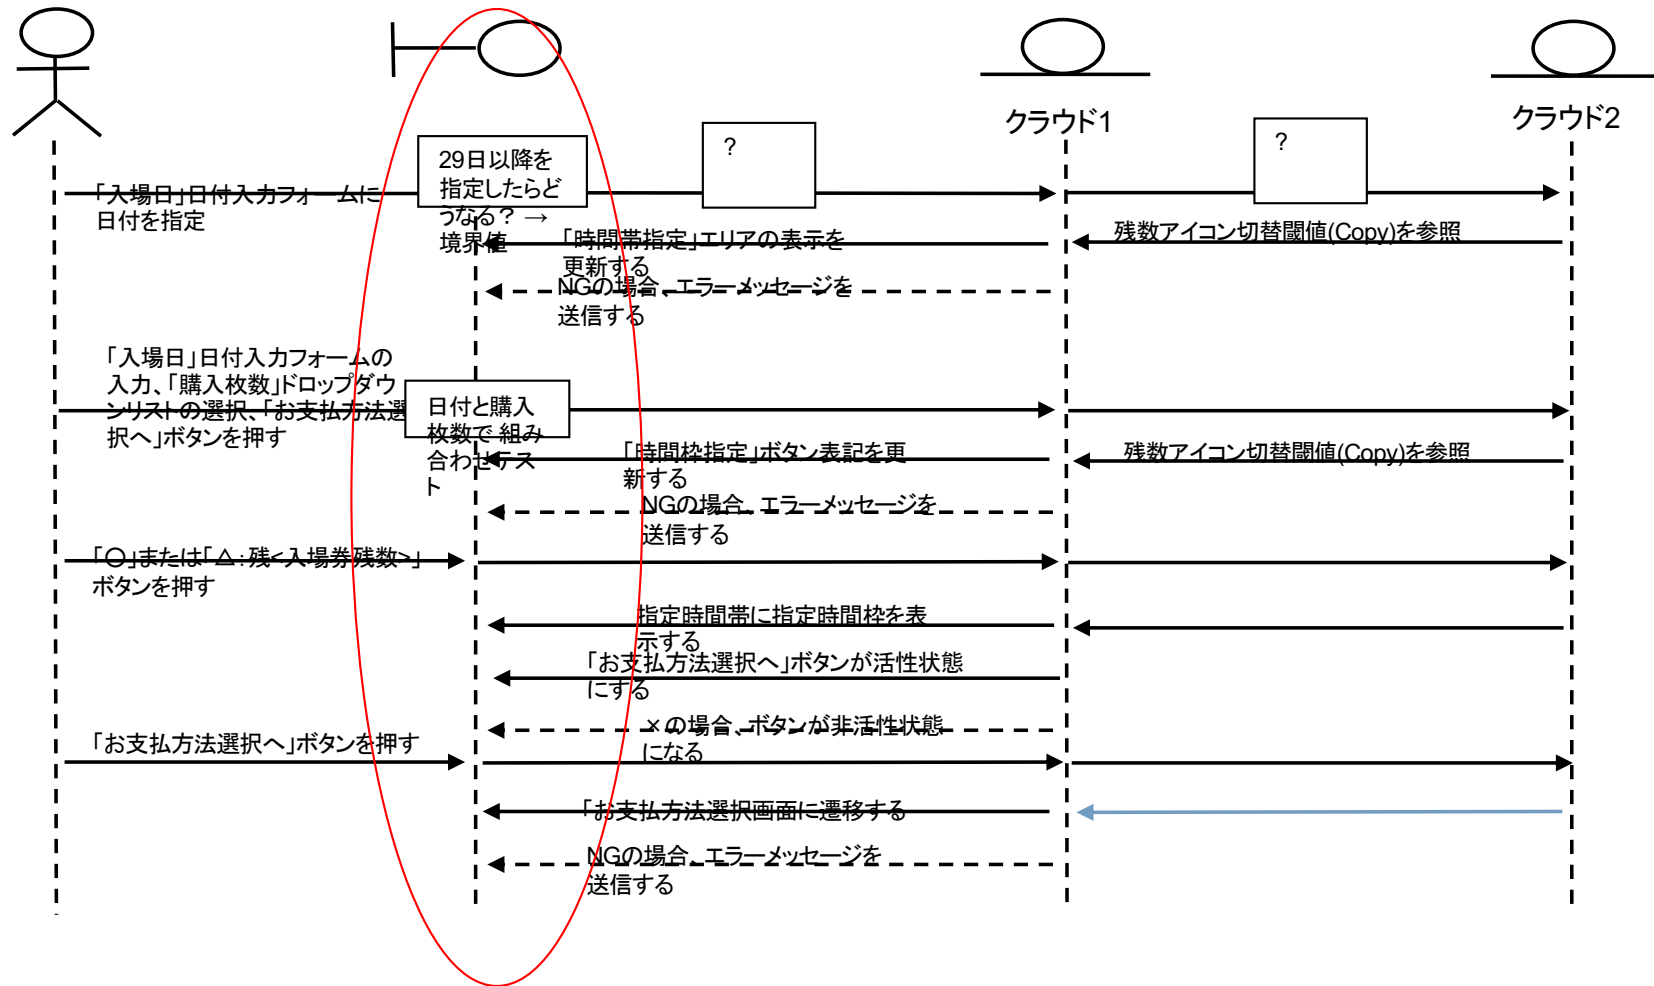 クラウド1
クラウド2
29日以降を
指定したらど
うなる？→
境界値
?
?
「入場日」日付入力フォームに
日付を指定
「時間帯指定」エリアの表示を
更新する
残数アイコン切替閾値(Copy)を参照
NGの場合、エラーメッセージを
送信する
「入場日」日付入力フォームの
入力、「購入枚数」ドロップダウ
ンリストの選択、「お支払方法選
択へ」ボタンを押す
日付と購入
枚数で 組み
合わせテス
ト
「時間枠指定」ボタン表記を更
新する
残数アイコン切替閾値(Copy)を参照
NGの場合、エラーメッセージを
送信する
「〇」または「△：残<入場券残数>」
ボタンを押す
指定時間帯に指定時間枠を表
示する
「お支払方法選択へ」ボタンが活性状態
にする
×の場合、ボタンが非活性状態
になる
「お支払方法選択へ」ボタンを押す
「お支払方法選択画面に遷移する
NGの場合、エラーメッセージを
送信する